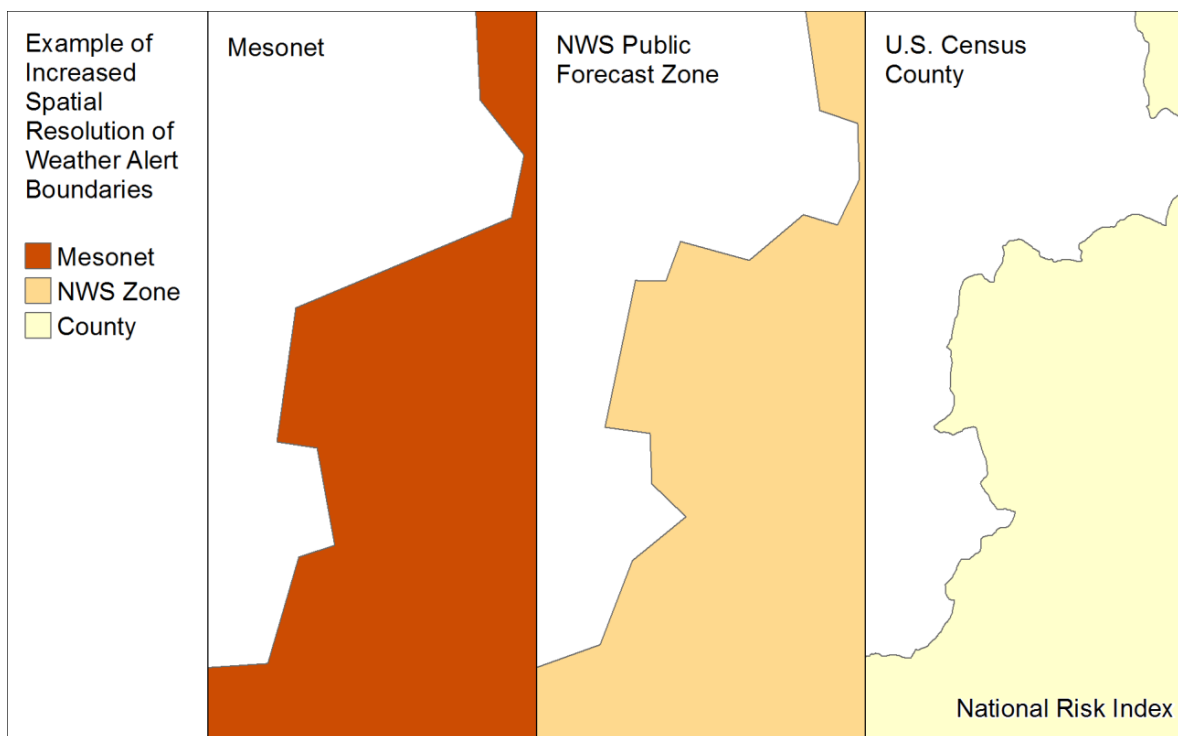 Example of
Increased
Spatial
Resolution of
Weather Alert
Boundaries
Mesonet
NWS Zone
County
Mesonet
NWS Public
Forecast Zone
U.S. Census
County
National Risk Index